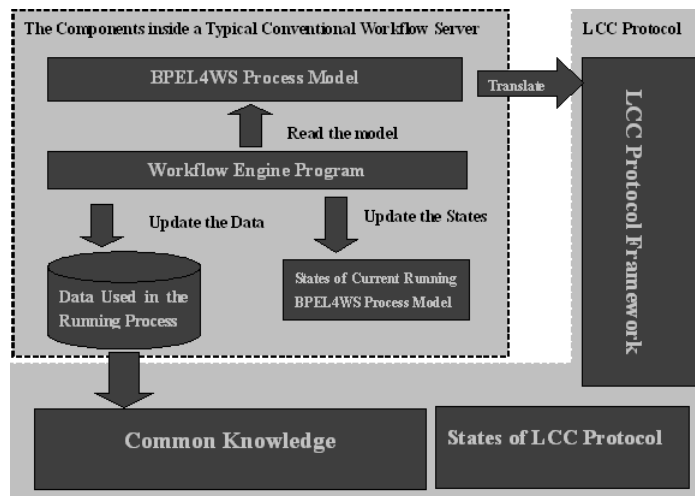 The Components inside a Typical Conventional Workflow Server
LCC Protocol
BPEL4WS Process Model
Translate
Read the model
Workflow Engine Program
Update the Data
Update the States
States of Current Running
BPEL4WS Process Model
Data Used in the
Running Process
LCC Protocol Framework
Common Knowledge
States of LCC Protocol